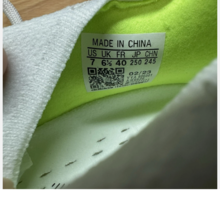 MADE IN CHINA
US UK FR JP CHN
7 6½ 40 250 245